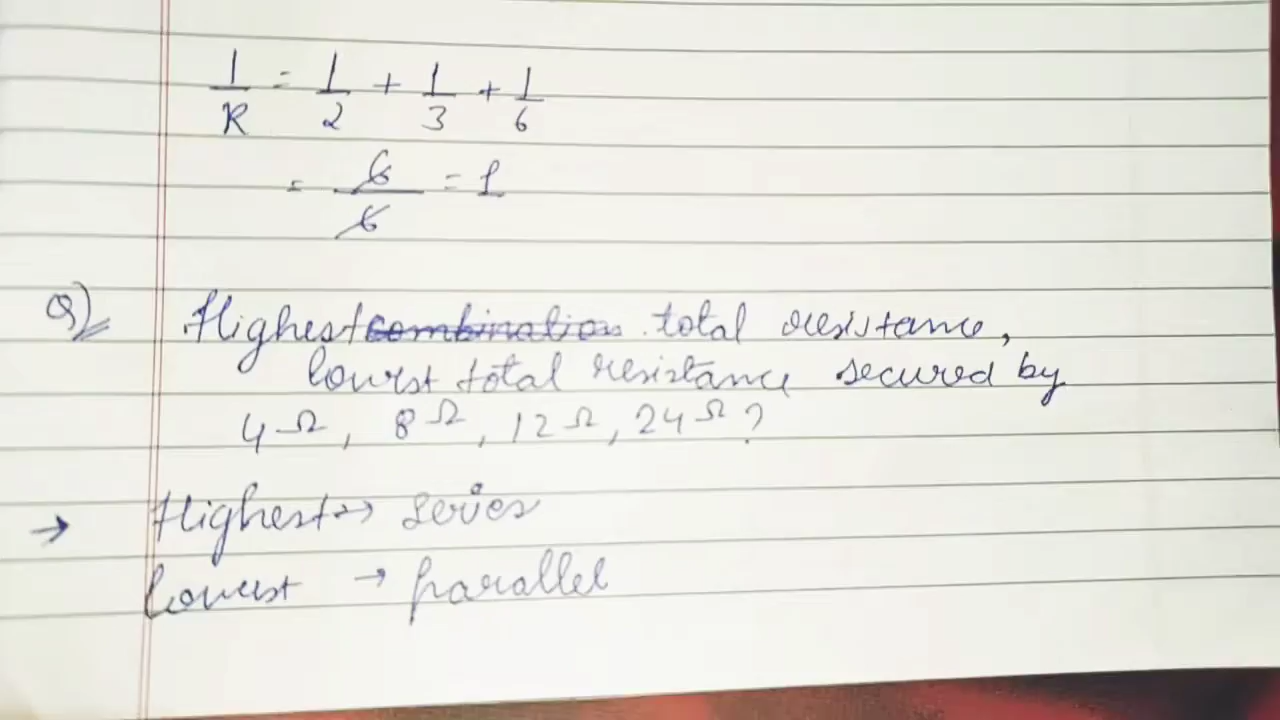 1/R = 1/2 + 1/3 + 1/6
= 6/6 = 1
Q) Highest combination total resistance,
lowest total resistance secured by
4Ω, 8Ω, 12Ω, 24Ω?
→ Highest → series
lowest → parallel